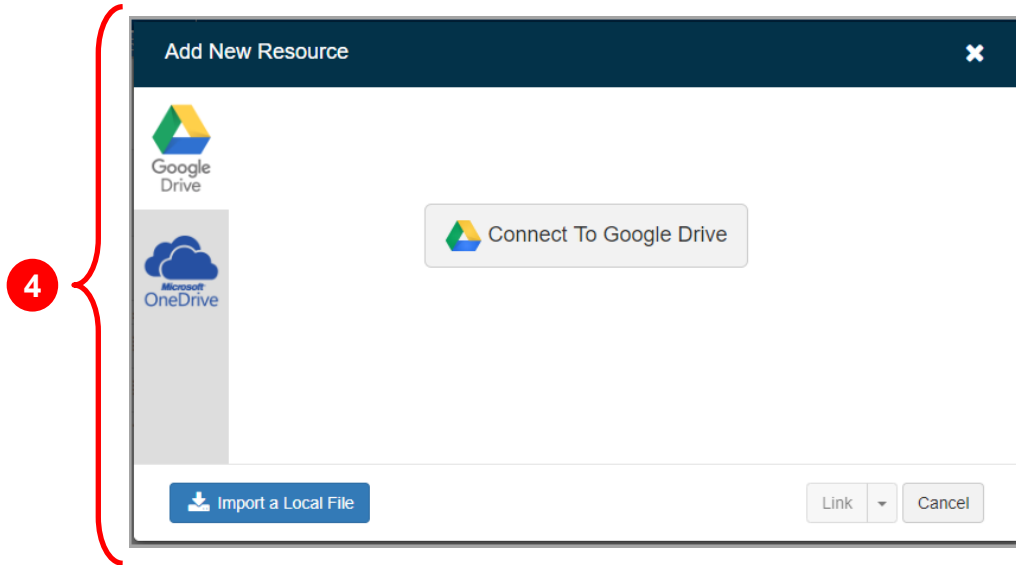 Add New Resource
Google
Drive
Connect To Google Drive
4
Microsoft
OneDrive
Import a Local File
Link
Cancel